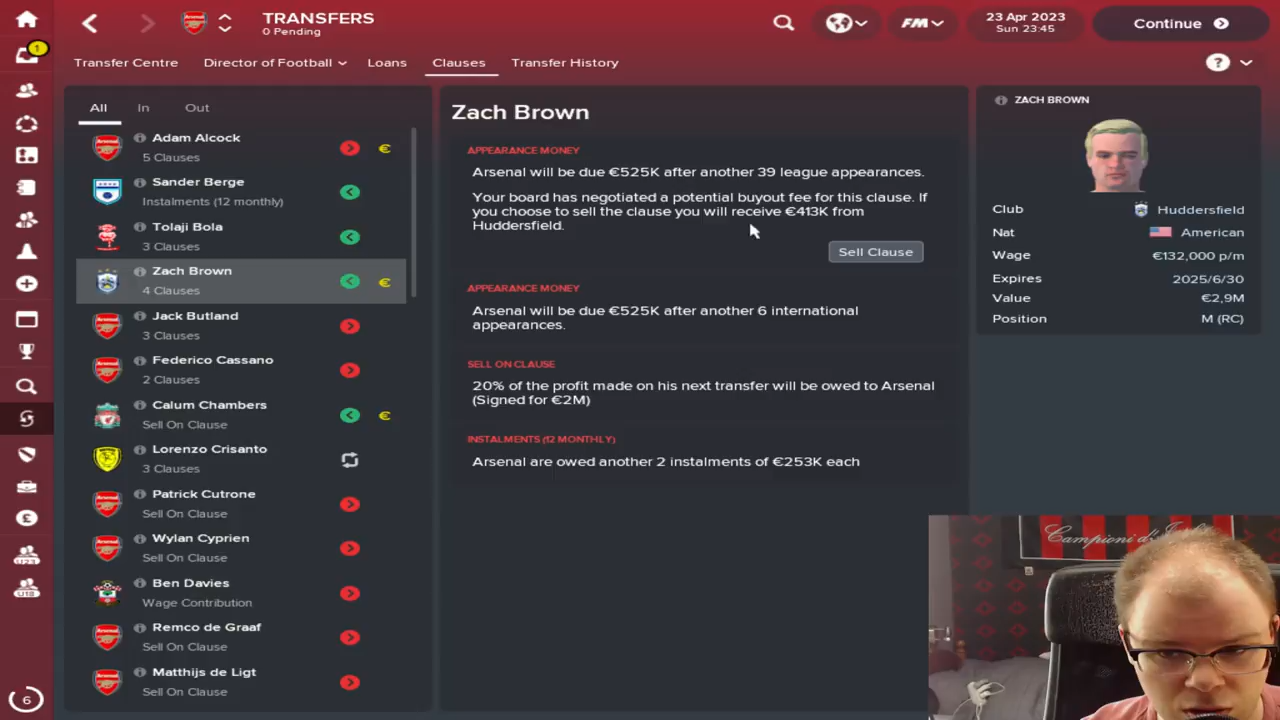 TRANSFERS
0 Pending
FM
23 Apr 2023
Sun 23:45
Continue
1
Transfer Centre
Director of Football
Loans
Clauses
Transfer History
?
All
In
Out
Adam Alcock
5 Clauses
Sander Berge
Instalments (12 monthly)
Tolaji Bola
3 Clauses
Zach Brown
4 Clauses
Jack Butland
3 Clauses
Federico Cassano
2 Clauses
Calum Chambers
Sell On Clause
Lorenzo Crisanto
3 Clauses
Patrick Cutrone
Sell On Clause
Wylan Cyprien
Sell On Clause
Ben Davies
Wage Contribution
Remco de Graaf
Sell On Clause
Matthijs de Ligt
Sell On Clause
U23
U18
6
Zach Brown
APPEARANCE MONEY
Arsenal will be due €525K after another 39 league appearances.
Your board has negotiated a potential buyout fee for this clause. If
you choose to sell the clause you will receive €413K from
Huddersfield.
Sell Clause
APPEARANCE MONEY
Arsenal will be due €525K after another 6 international
appearances.
SELL ON CLAUSE
20% of the profit made on his next transfer will be owed to Arsenal
(Signed for €2M)
INSTALMENTS (12 MONTHLY)
Arsenal are owed another 2 instalments of €253K each
ZACH BROWN
Club Huddersfield
Nat American
Wage €132,000 p/m
Expires 2025/6/30
Value €2,9M
Position M (RC)